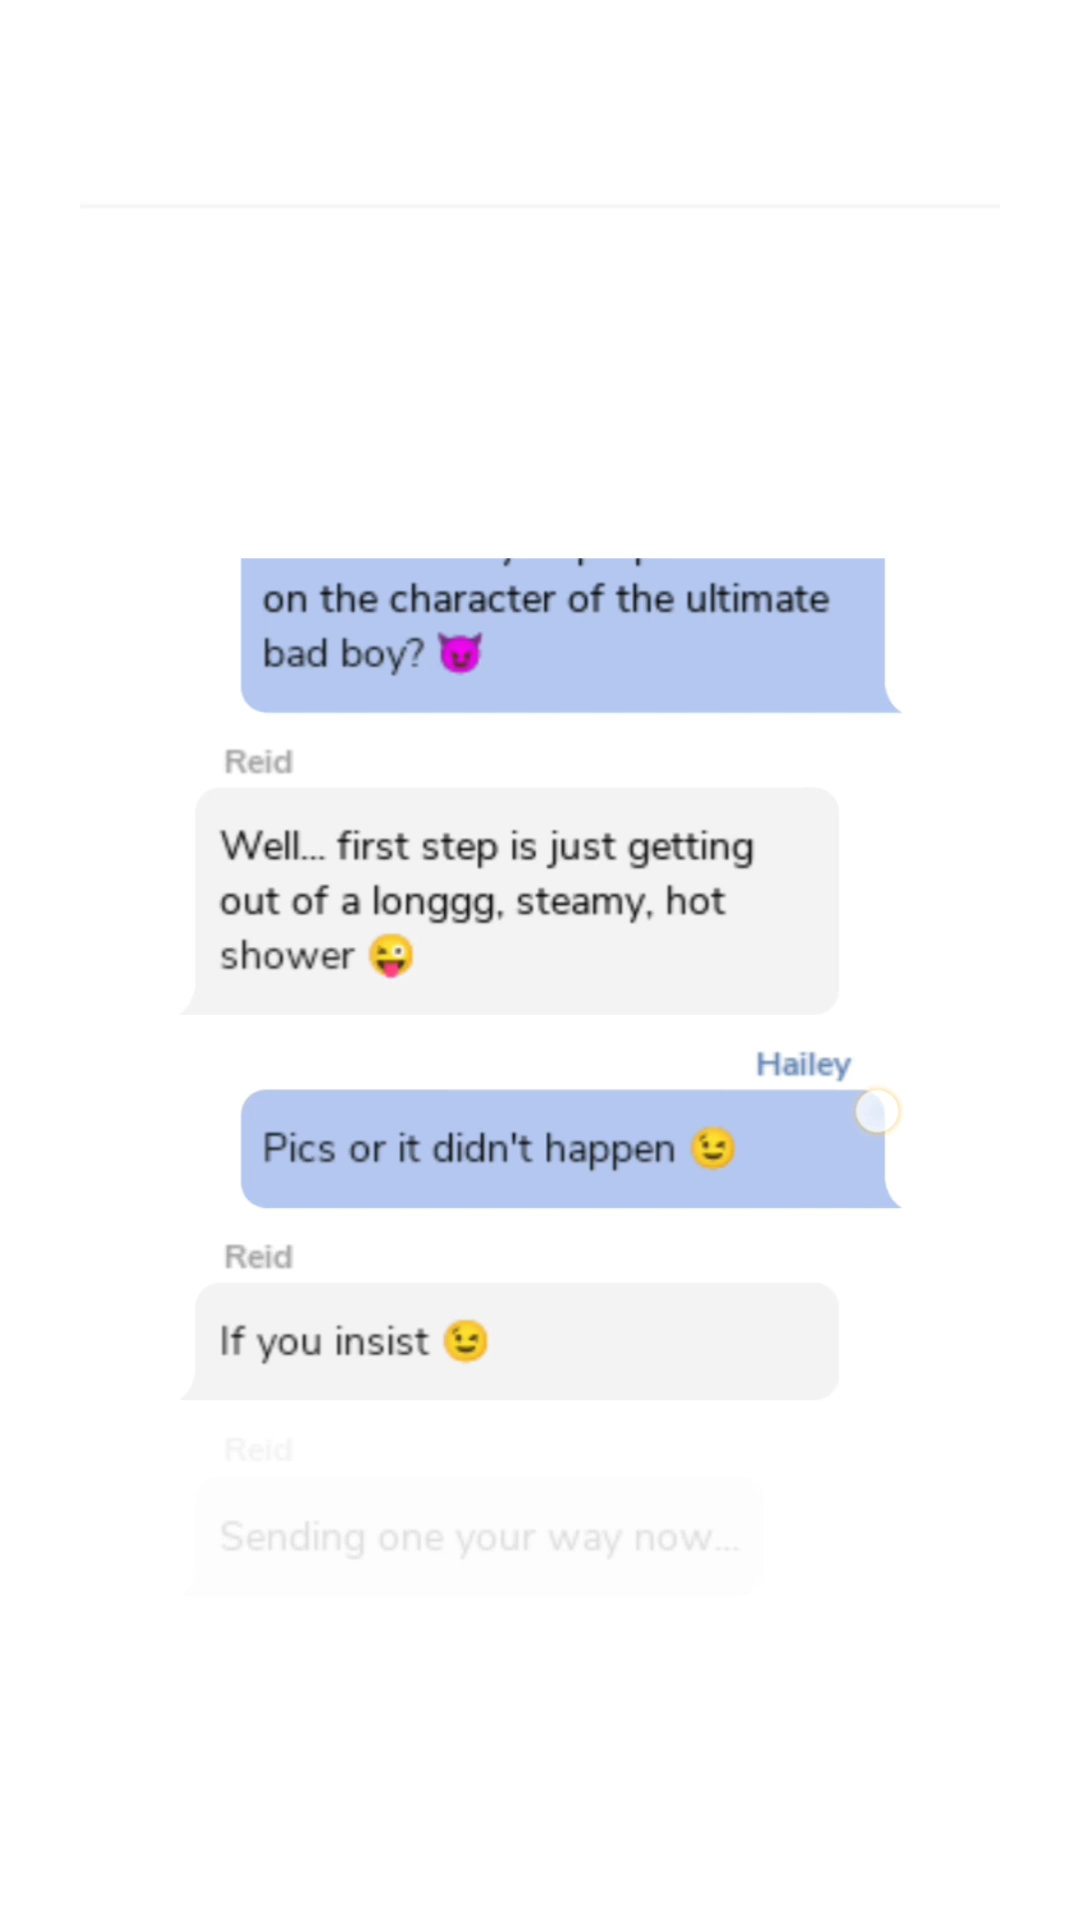 on the character of the ultimate
bad boy? 😈
Reid
Well... first step is just getting
out of a longgg, steamy, hot
shower 😜
Hailey
Pics or it didn't happen 😉
Reid
If you insist 😉
Reid
Sending one your way now...